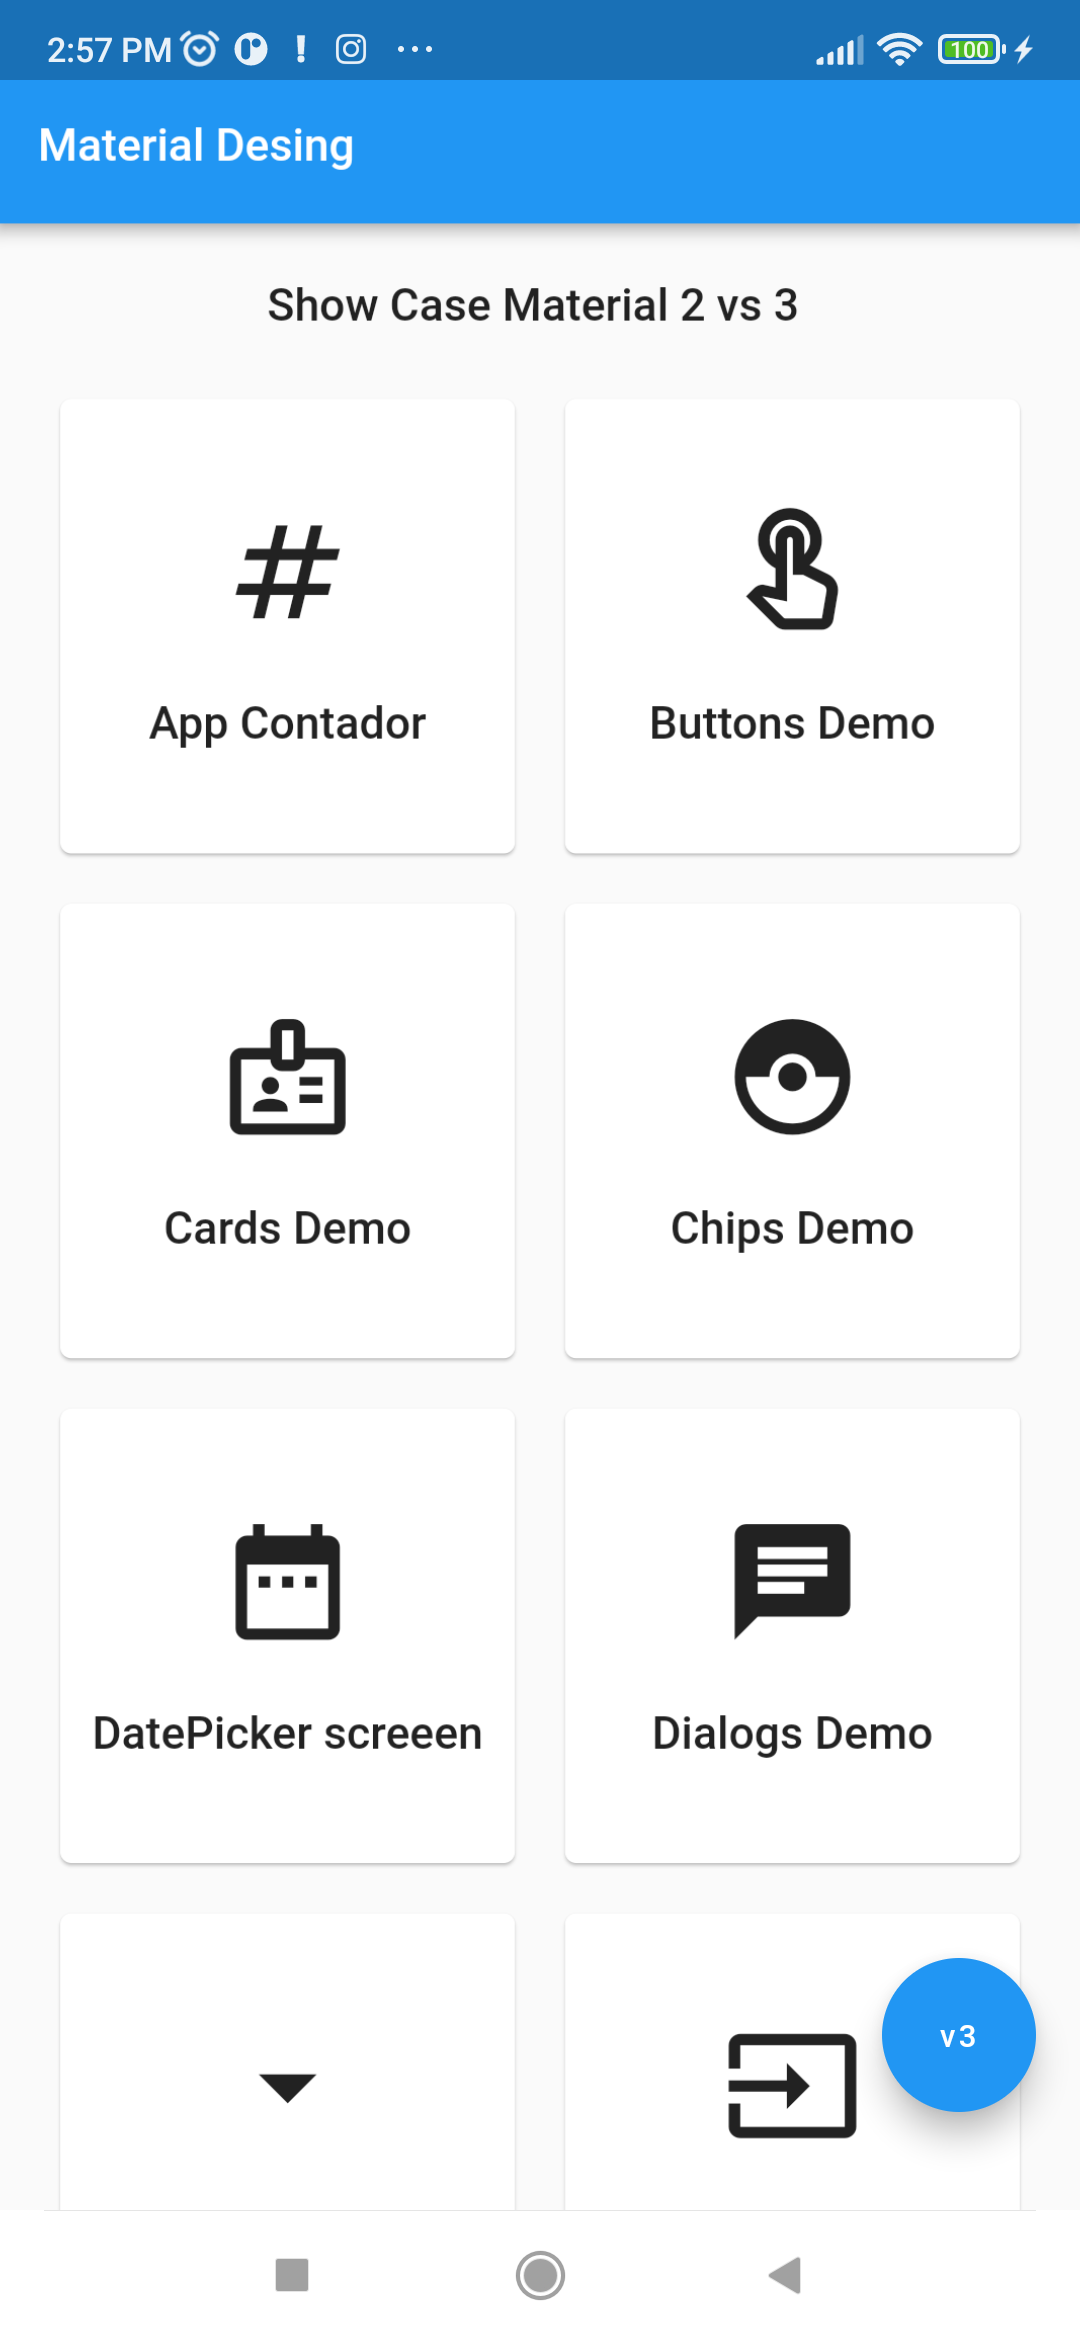 2:57 PM
100
Material Desing
Show Case Material 2 vs 3
App Contador
Buttons Demo
Cards Demo
Chips Demo
DatePicker screeen
Dialogs Demo
v3